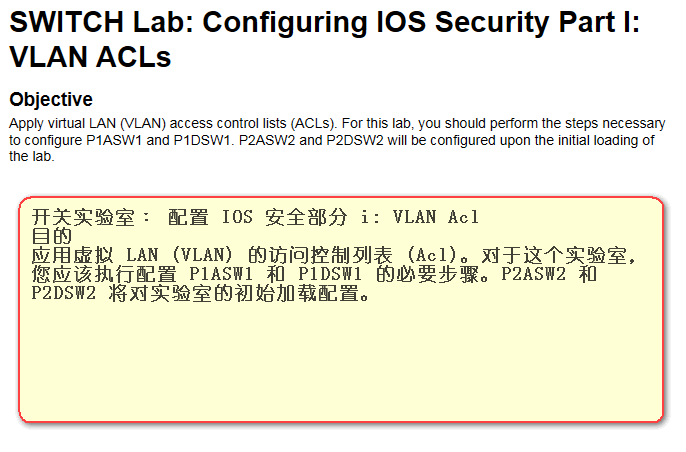 SWITCH Lab: Configuring IOS Security Part I:
VLAN ACLs
Objective
Apply virtual LAN (VLAN) access control lists (ACLs). For this lab, you should perform the steps necessary
to configure P1ASW1 and P1DSW1. P2ASW2 and P2DSW2 will be configured upon the initial loading of
the lab.
开关实验室： 配置 IOS 安全部分 i: VLAN Acl
目的
应用虚拟 LAN (VLAN) 的访问控制列表 (Acl)。对于这个实验室，
您应该执行配置 P1ASW1 和 P1DSW1 的必要步骤。P2ASW2 和
P2DSW2 将对实验室的初始加载配置。